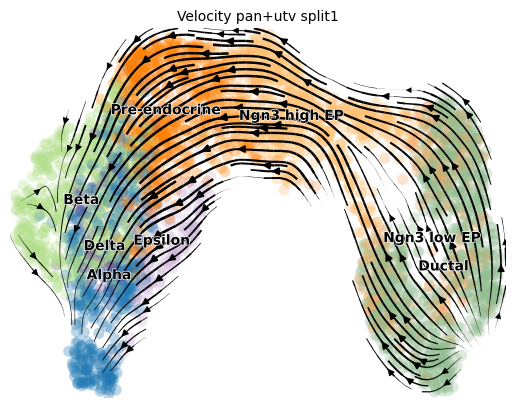 Velocity pan+utv split1
Pre-endocrine
Ngn3 high EP
Beta
Delta
Epsilon
Ngn3 low EP
Ductal
Alpha